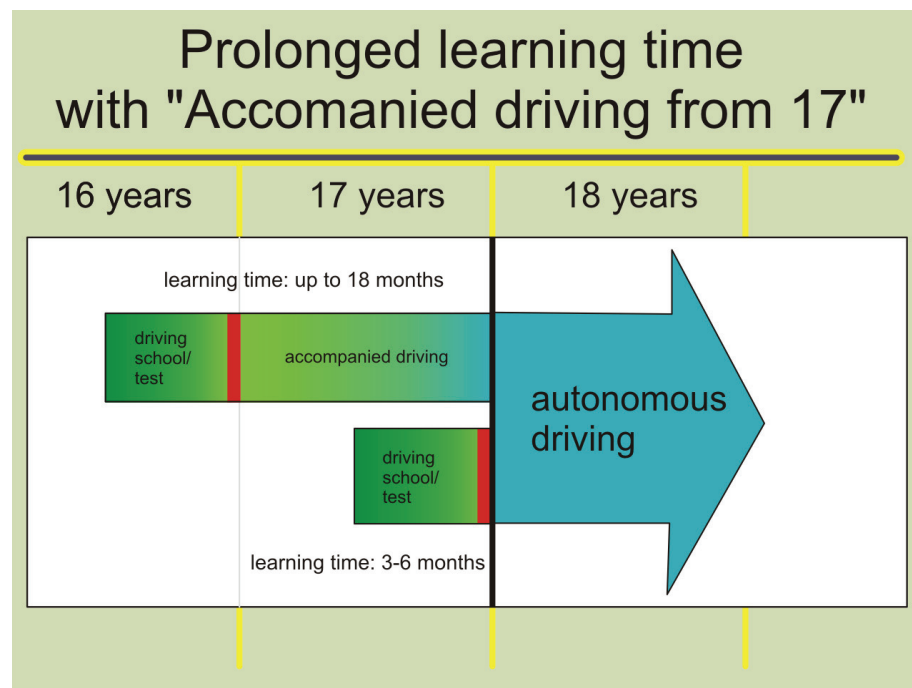 Prolonged learning time
with "Accomanied driving from 17"
16 years
17 years
18 years
learning time: up to 18 months
driving
school/
test
accompanied driving
autonomous
driving
driving
school/
test
learning time: 3-6 months